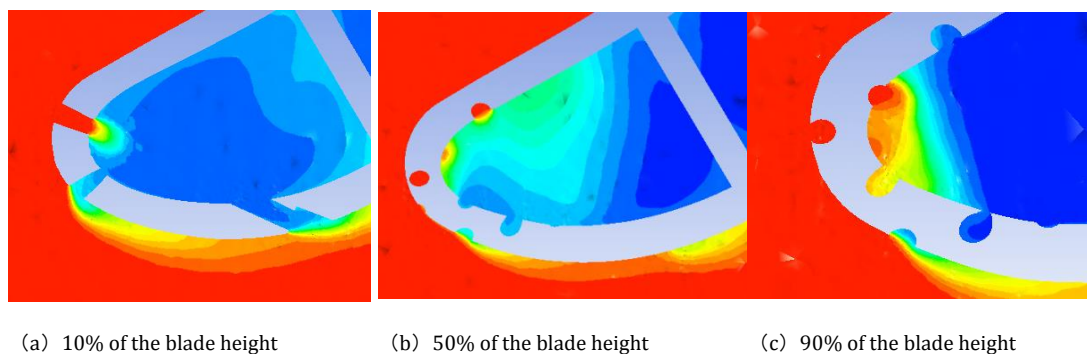 （a）10% of the blade height
（b）50% of the blade height
（c）90% of the blade height